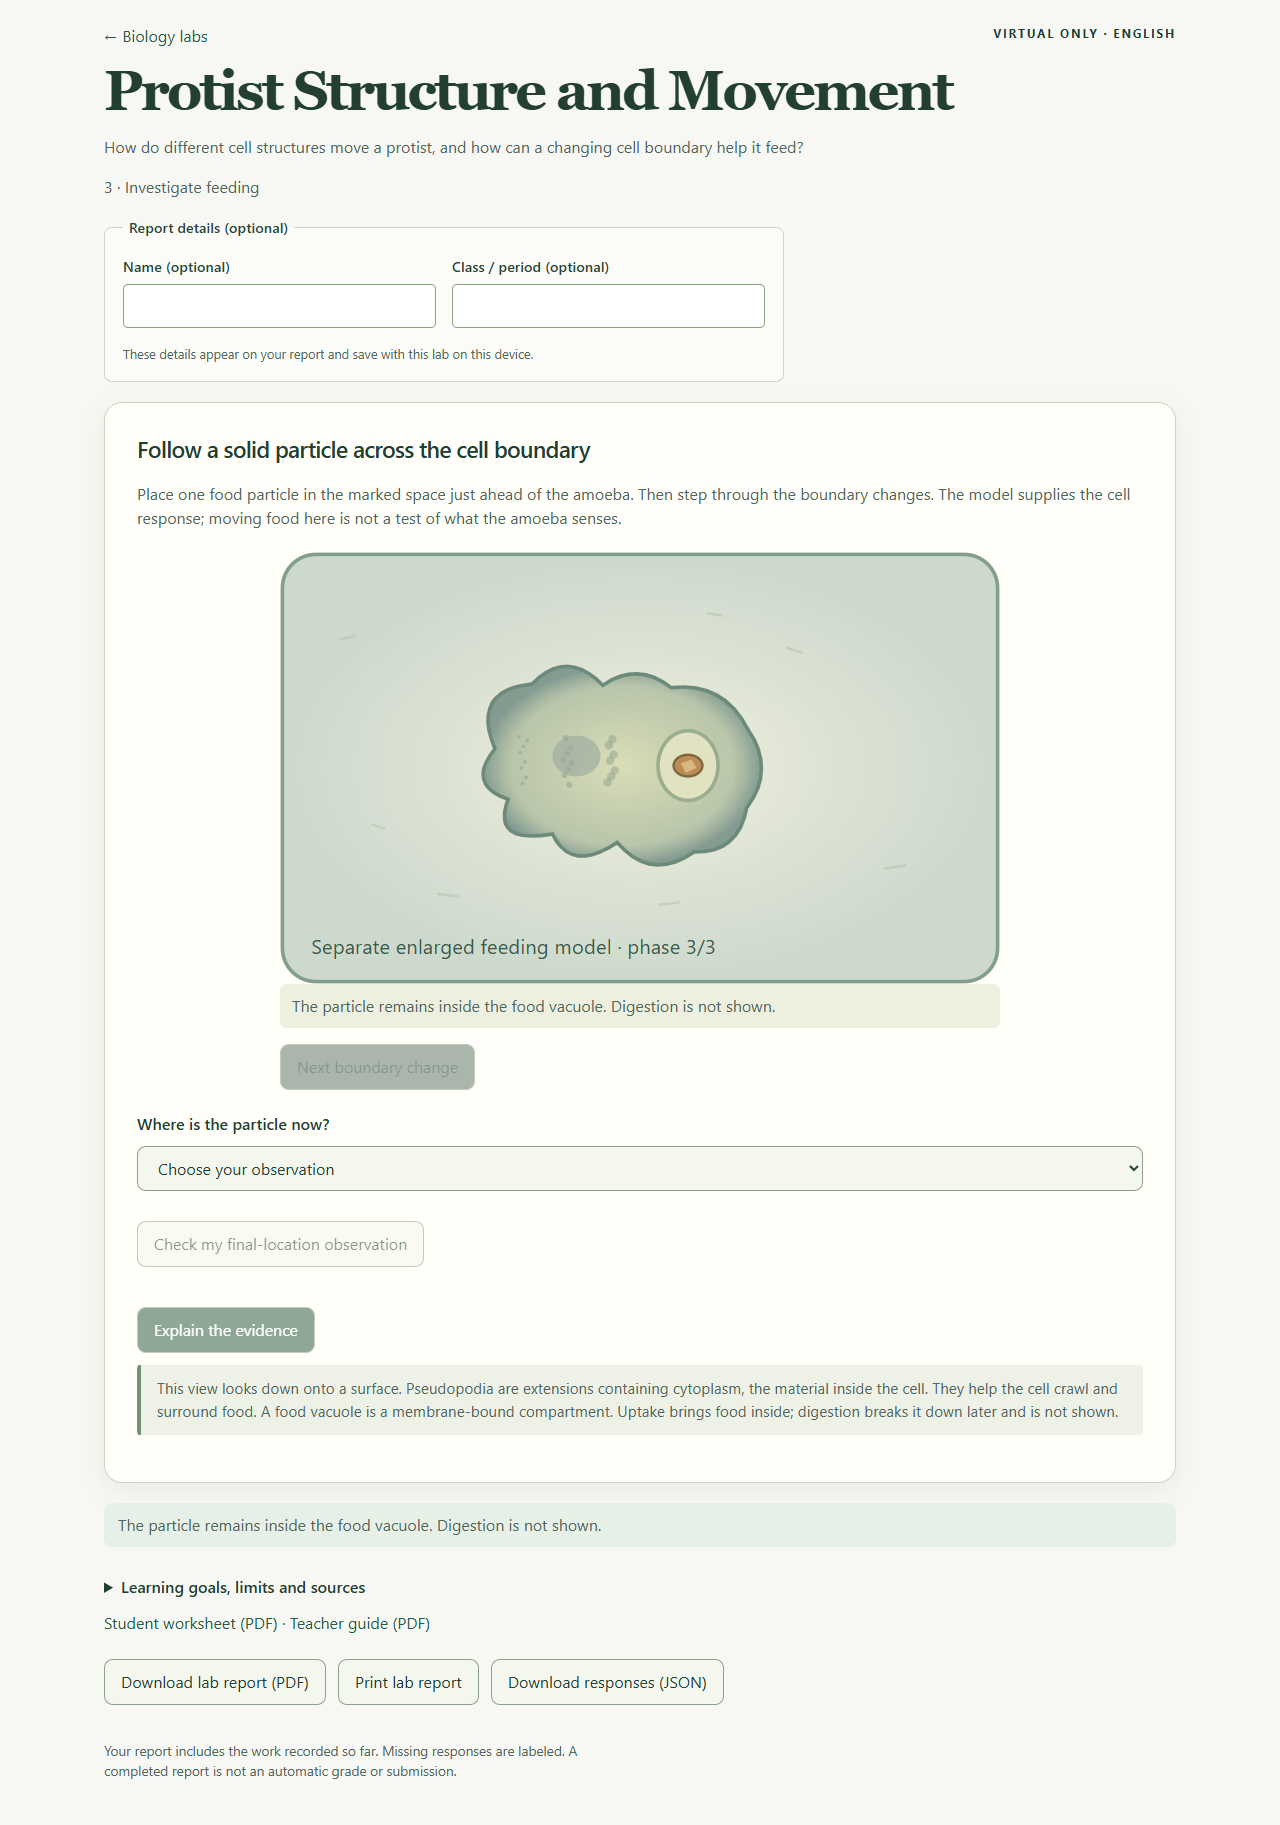 ← Biology labs
VIRTUAL ONLY · ENGLISH
Protist Structure and Movement
How do different cell structures move a protist, and how can a changing cell boundary help it feed?
3 · Investigate feeding
Report details (optional)
Name (optional)
Class / period (optional)
These details appear on your report and save with this lab on this device.
Follow a solid particle across the cell boundary
Place one food particle in the marked space just ahead of the amoeba. Then step through the boundary changes. The model supplies the cell
response; moving food here is not a test of what the amoeba senses.
Separate enlarged feeding model · phase 3/3
The particle remains inside the food vacuole. Digestion is not shown.
Next boundary change
Where is the particle now?
Choose your observation
Check my final-location observation
Explain the evidence
This view looks down onto a surface. Pseudopodia are extensions containing cytoplasm, the material inside the cell. They help the cell crawl and
surround food. A food vacuole is a membrane-bound compartment. Uptake brings food inside; digestion breaks it down later and is not shown.
The particle remains inside the food vacuole. Digestion is not shown.
Learning goals, limits and sources
Student worksheet (PDF) · Teacher guide (PDF)
Download lab report (PDF)
Print lab report
Download responses (JSON)
Your report includes the work recorded so far. Missing responses are labeled. A
completed report is not an automatic grade or submission.